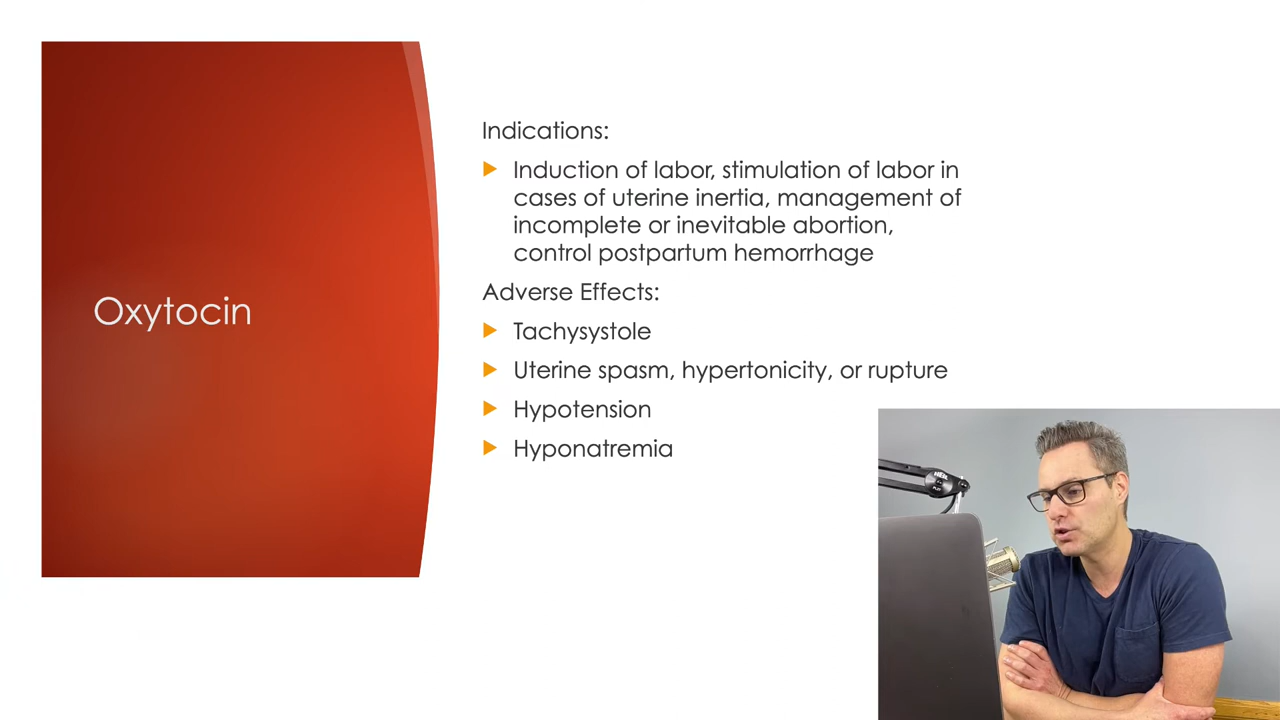 Oxytocin
Indications:
Induction of labor, stimulation of labor in
cases of uterine inertia, management of
incomplete or inevitable abortion,
control postpartum hemorrhage
Adverse Effects:
Tachysystole
Uterine spasm, hypertonicity, or rupture
Hypotension
Hyponatremia